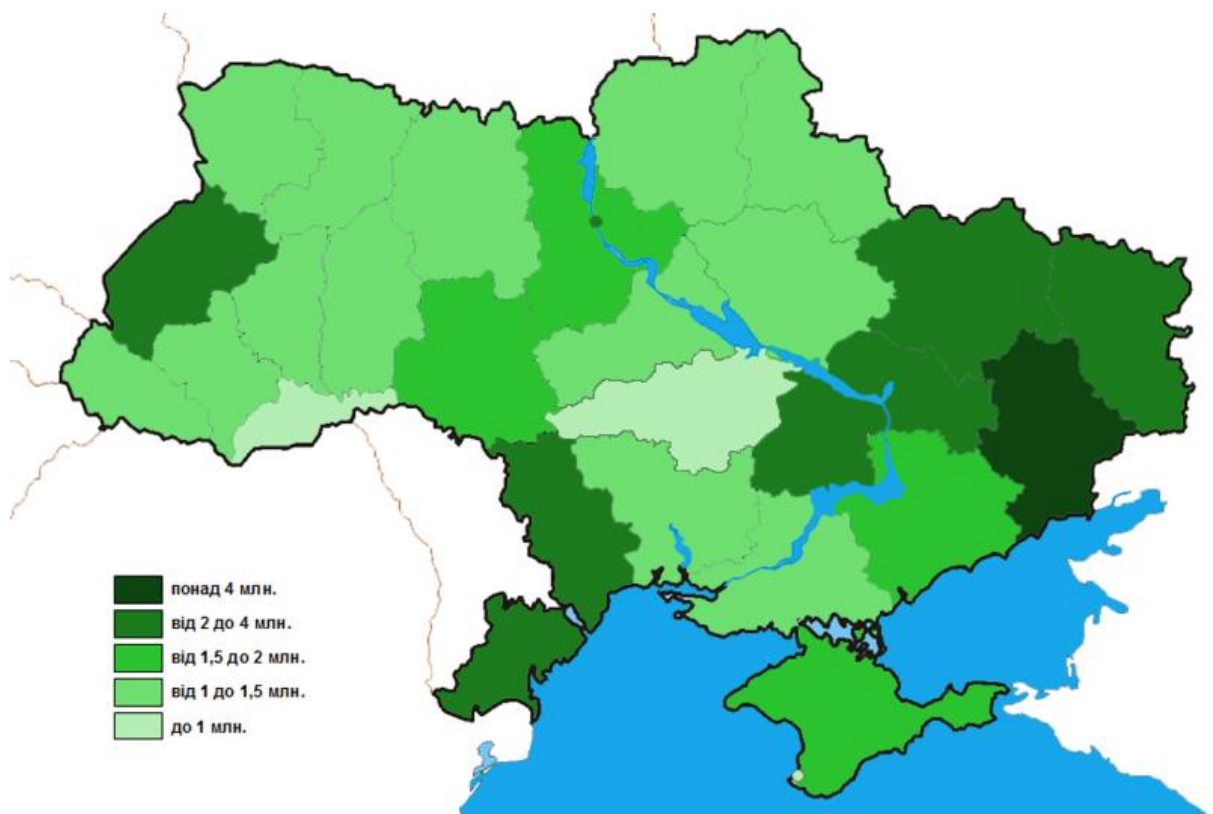 понад 4 млн.
від 2 до 4 млн.
від 1,5 до 2 млн.
від 1 до 1,5 млн.
до 1 млн.